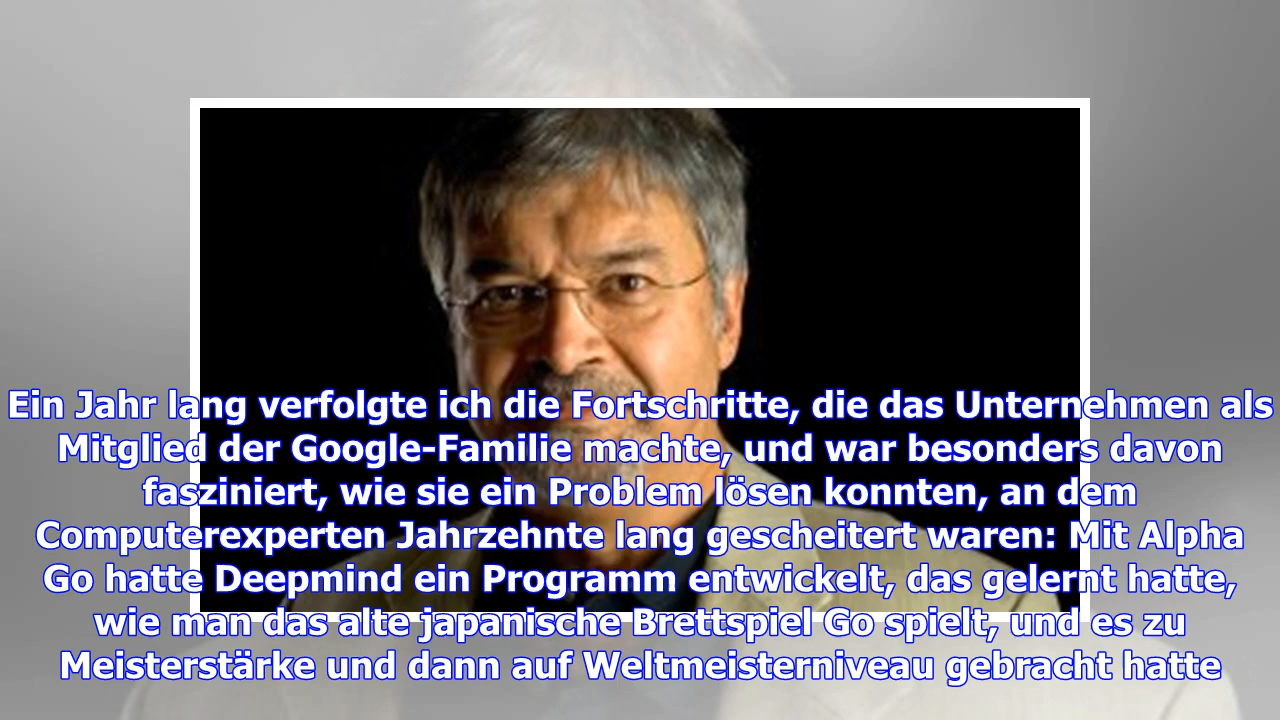 Ein Jahr lang verfolgte ich die Fortschritte, die das Unternehmen als
Mitglied der Google-Familie machte, und war besonders davon
fasziniert, wie sie ein Problem lösen konnten, an dem
Computerexperten Jahrzehnte lang gescheitert waren: Mit Alpha
Go hatte Deepmind ein Programm entwickelt, das gelernt hatte,
wie man das alte japanische Brettspiel Go spielt, und es zu
Meisterstärke und dann auf Weltmeisterniveau gebracht hatte